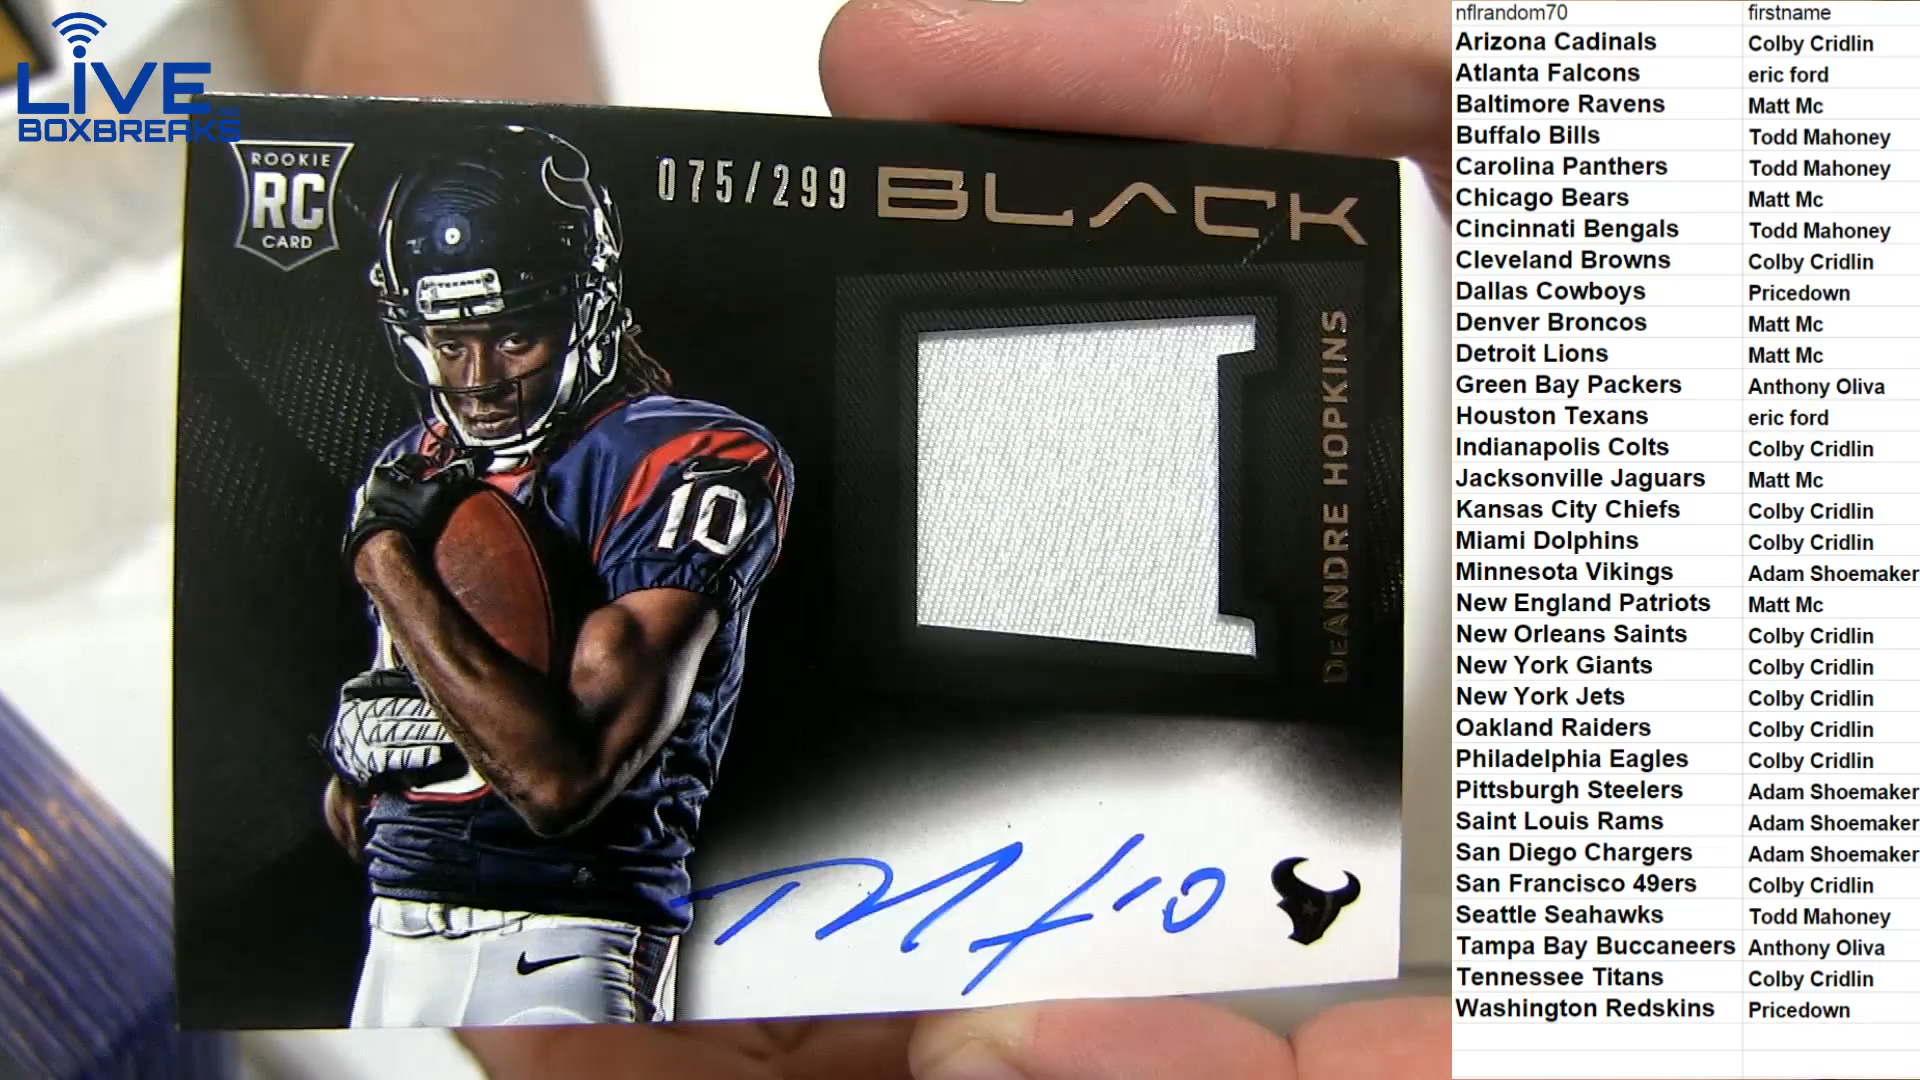 LiVE
BOXBREAKS
ROOKIE
RC
CARD
075/299 BLACK
TEXANS
10
DeANDRE HOPKINS
nflrandom70 firstname
Arizona Cadinals Colby Cridlin
Atlanta Falcons eric ford
Baltimore Ravens Matt Mc
Buffalo Bills Todd Mahoney
Carolina Panthers Todd Mahoney
Chicago Bears Matt Mc
Cincinnati Bengals Todd Mahoney
Cleveland Browns Colby Cridlin
Dallas Cowboys Pricedown
Denver Broncos Matt Mc
Detroit Lions Matt Mc
Green Bay Packers Anthony Oliva
Houston Texans eric ford
Indianapolis Colts Colby Cridlin
Jacksonville Jaguars Matt Mc
Kansas City Chiefs Colby Cridlin
Miami Dolphins Colby Cridlin
Minnesota Vikings Adam Shoemaker
New England Patriots Matt Mc
New Orleans Saints Colby Cridlin
New York Giants Colby Cridlin
New York Jets Colby Cridlin
Oakland Raiders Colby Cridlin
Philadelphia Eagles Colby Cridlin
Pittsburgh Steelers Adam Shoemaker
Saint Louis Rams Adam Shoemaker
San Diego Chargers Adam Shoemaker
San Francisco 49ers Colby Cridlin
Seattle Seahawks Todd Mahoney
Tampa Bay Buccaneers Anthony Oliva
Tennessee Titans Colby Cridlin
Washington Redskins Pricedown